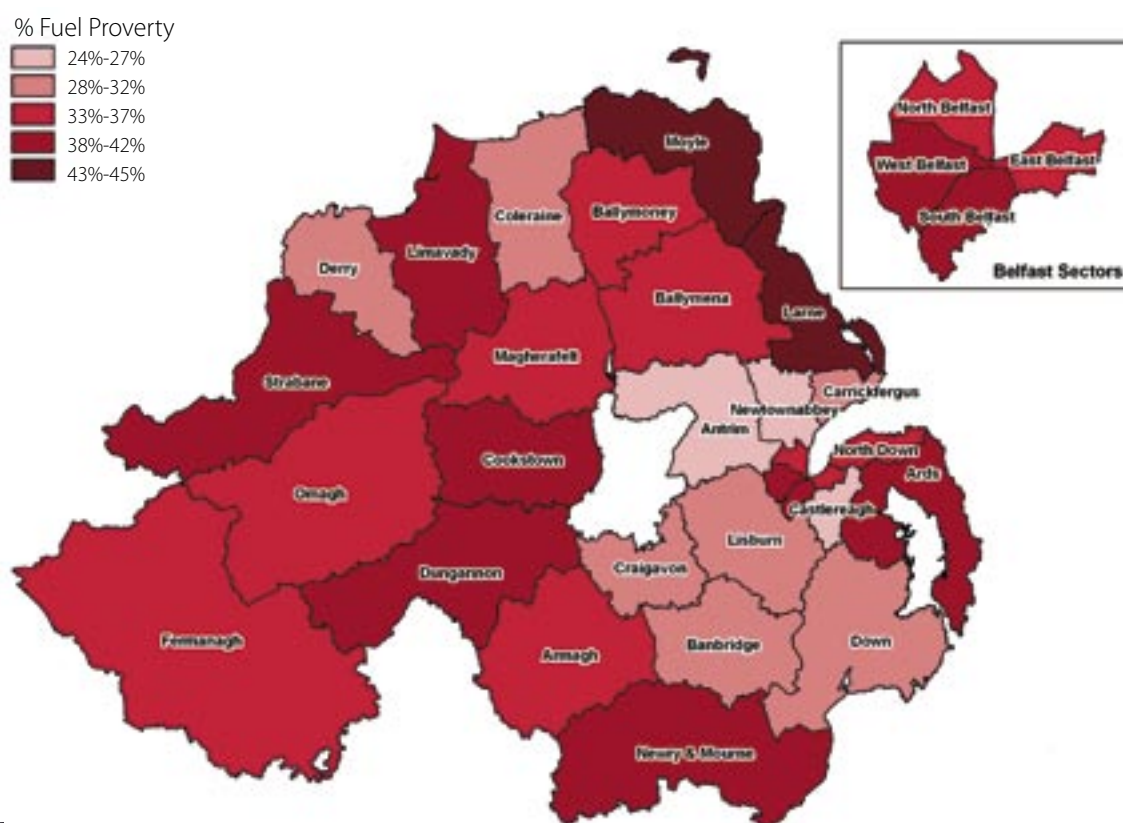 % Fuel Proverty
24%-27%
28%-32%
33%-37%
38%-42%
43%-45%
North Belfast
West Belfast
East Belfast
South Belfast
Belfast Sectors
Moyle
Coleraine
Ballymoney
Limavady
Derry
Ballymena
Larne
Magherafelt
Strabane
Carrickfergus
Newtownabbey
Antrim
North Down
Ards
Cookstown
Omagh
Castlereagh
Lisburn
Craigavon
Dungannon
Fermanagh
Armagh
Banbridge
Down
Newry & Mourne